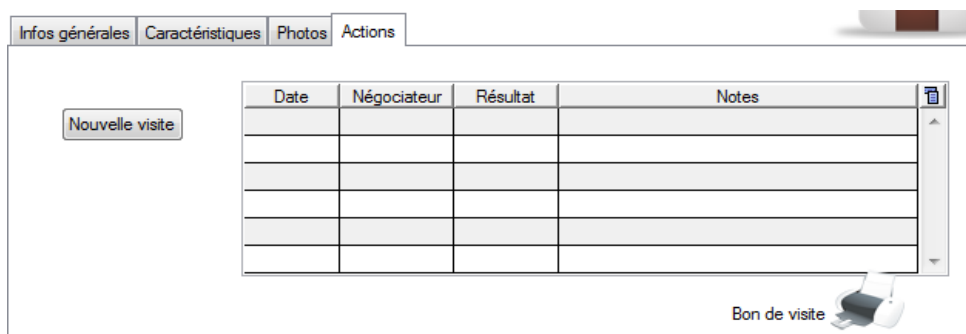 Infos générales Caractéristiques Photos Actions
Date Négociateur Résultat Notes
Nouvelle visite
Bon de visite